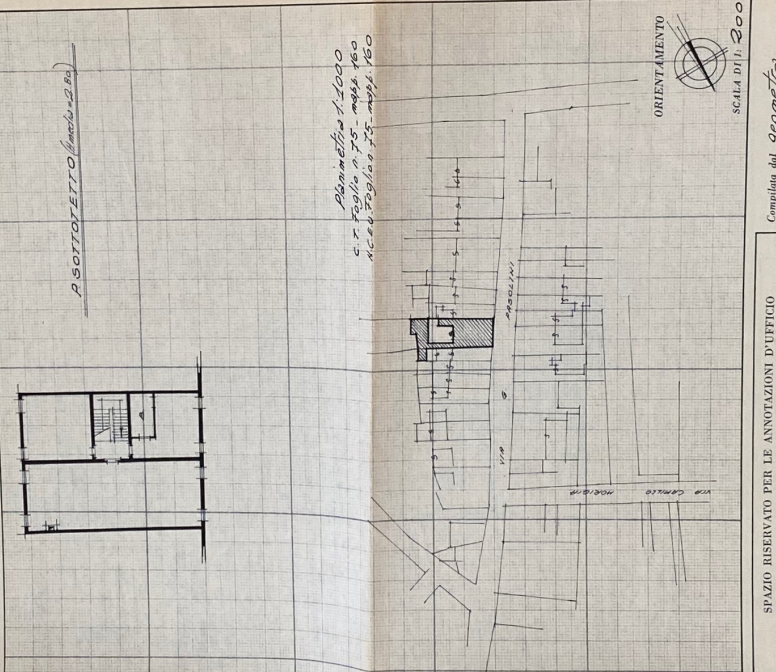 P. SOTTOTETTO (H media = 2.80)
Planimetria 1:1000
C.T. Foglio n. 75 - mapp. 160
N.C.E.U. Foglio n. 75 - mapp. 160
ORIENTAMENTO
SCALA DI 1: 200
VIA G PASOLINI
VIA CAMILLO MORIGIA
Compilata dal geometra
SPAZIO RISERVATO PER LE ANNOTAZIONI D'UFFICIO